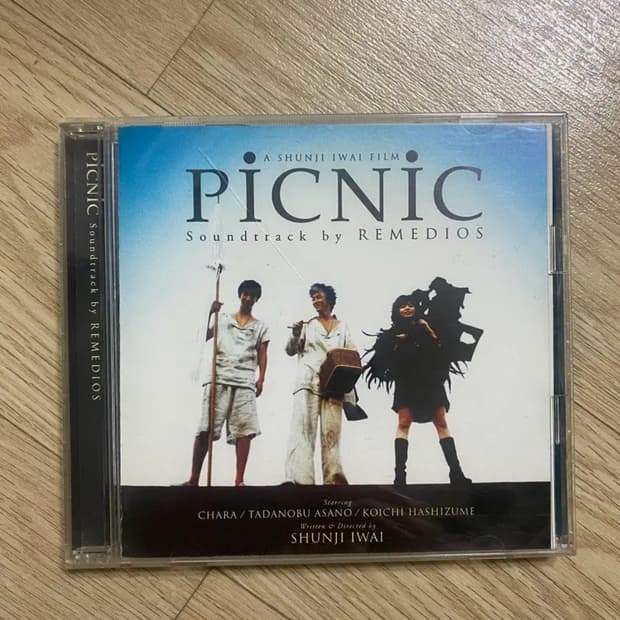 A SHUNJI IWAI FILM
PiCNiC
Soundtrack by REMEDIOS
Starring
CHARA / TADANOBU ASANO / KOICHI HASHIZUME
Written & Directed by
SHUNJI IWAI
PiCNiC Soundtrack by REMEDIOS